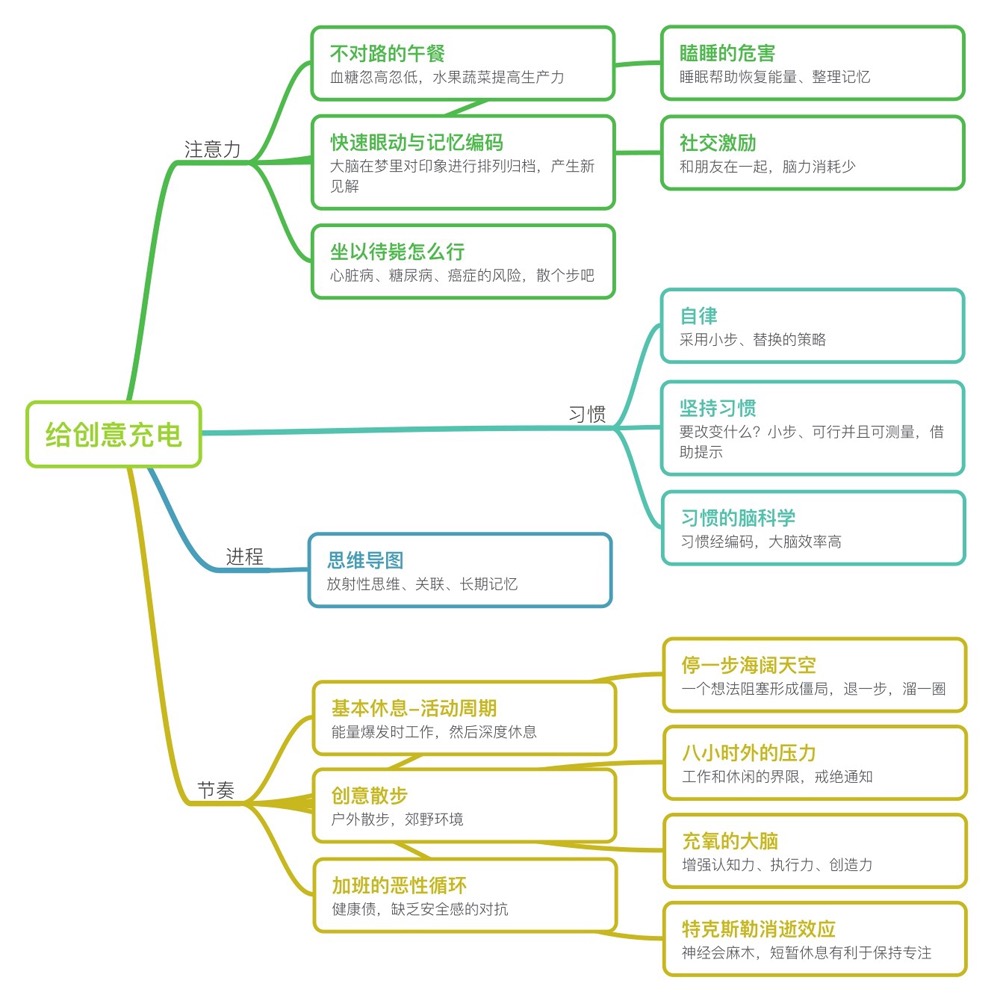 给创意充电
注意力
不对路的午餐
血糖忽高忽低，水果蔬菜提高生产力
瞌睡的危害
睡眠帮助恢复能量、整理记忆
快速眼动与记忆编码
大脑在梦里对印象进行排列归档，产生新
见解
社交激励
和朋友在一起，脑力消耗少
坐以待毙怎么行
心脏病、糖尿病、癌症的风险，散个步吧
习惯
自律
采用小步、替换的策略
坚持习惯
要改变什么？小步、可行并且可测量，借
助提示
习惯的脑科学
习惯经编码，大脑效率高
进程
思维导图
放射性思维、关联、长期记忆
节奏
基本休息–活动周期
能量爆发时工作，然后深度休息
停一步海阔天空
一个想法阻塞形成僵局，退一步，溜一圈
八小时外的压力
工作和休闲的界限，戒绝通知
创意散步
户外散步，郊野环境
充氧的大脑
增强认知力、执行力、创造力
加班的恶性循环
健康债，缺乏安全感的对抗
特克斯勒消逝效应
神经会麻木，短暂休息有利于保持专注